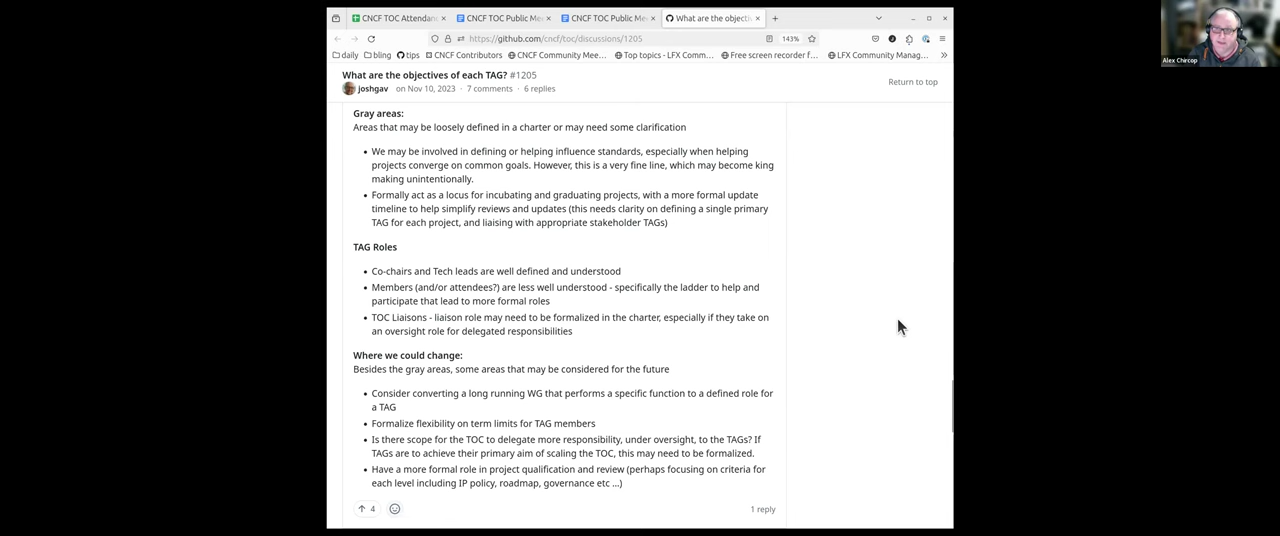 CNCF TOC Attendan
CNCF TOC Public Me
CNCF TOC Public Me
What are the objecti
https://github.com/cncf/toc/discussions/1205
143%
daily
bling
tips
CNCF Contributors
CNCF Community Mee…
Top topics - LFX Comm…
Free screen recorder f…
LFX Community Manag…
What are the objectives of each TAG? #1205
Return to top
joshgav on Nov 10, 2023 · 7 comments · 6 replies
Gray areas:
Areas that may be loosely defined in a charter or may need some clarification
• We may be involved in defining or helping influence standards, especially when helping
projects converge on common goals. However, this is a very fine line, which may become king
making unintentionally.
• Formally act as a locus for incubating and graduating projects, with a more formal update
timeline to help simplify reviews and updates (this needs clarity on defining a single primary
TAG for each project, and liaising with appropriate stakeholder TAGs)
TAG Roles
• Co-chairs and Tech leads are well defined and understood
• Members (and/or attendees?) are less well understood - specifically the ladder to help and
participate that lead to more formal roles
• TOC Liaisons - liaison role may need to be formalized in the charter, especially if they take on
an oversight role for delegated responsibilities
Where we could change:
Besides the gray areas, some areas that may be considered for the future
• Consider converting a long running WG that performs a specific function to a defined role for
a TAG
• Formalize flexibility on term limits for TAG members
• Is there scope for the TOC to delegate more responsibility, under oversight, to the TAGs? If
TAGs are to achieve their primary aim of scaling the TOC, this may need to be formalized.
• Have a more formal role in project qualification and review (perhaps focusing on criteria for
each level including IP policy, roadmap, governance etc ...)
4
1 reply
Alex Chircop